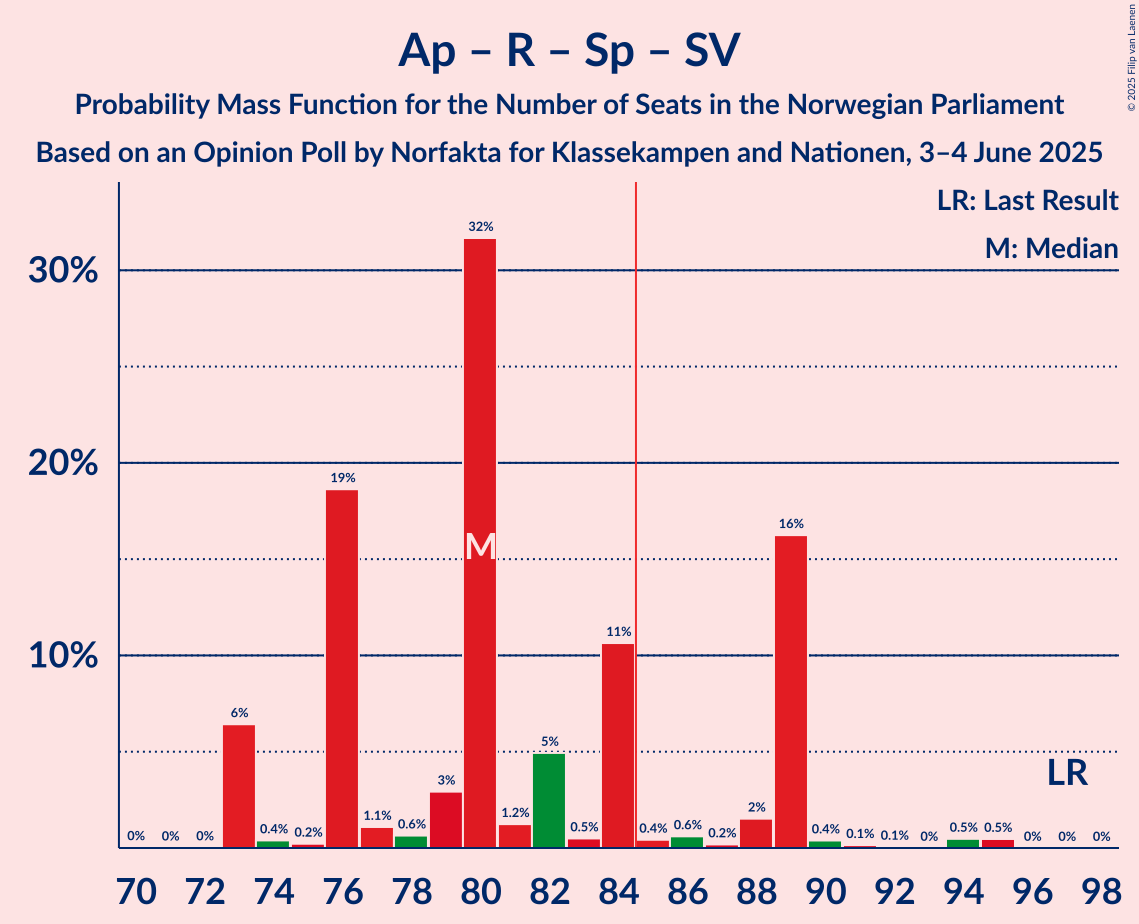 Ap – R – Sp – SV
Probability Mass Function for the Number of Seats in the Norwegian Parliament
Based on an Opinion Poll by Norfakta for Klassekampen and Nationen, 3–4 June 2025
© 2025 Filip van Laenen
LR: Last Result
M: Median
30%
20%
10%
0% 0% 0% 6% 0.4% 0.2% 19% 1.1% 0.6% 3% 32% 1.2% 5% 0.5% 11% 0.4% 0.6% 0.2% 2% 16% 0.4% 0.1% 0.1% 0% 0.5% 0.5% 0% 0% 0%
M
LR
70 72 74 76 78 80 82 84 86 88 90 92 94 96 98